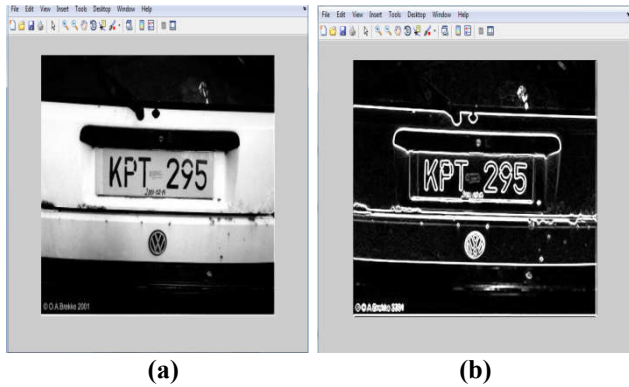 File Edit View Insert Tools Desktop Window Help
File Edit View Insert Tools Desktop Window Help
KPT 295
KPT 295
© O.A.Brekke 2001
(a)
(b)